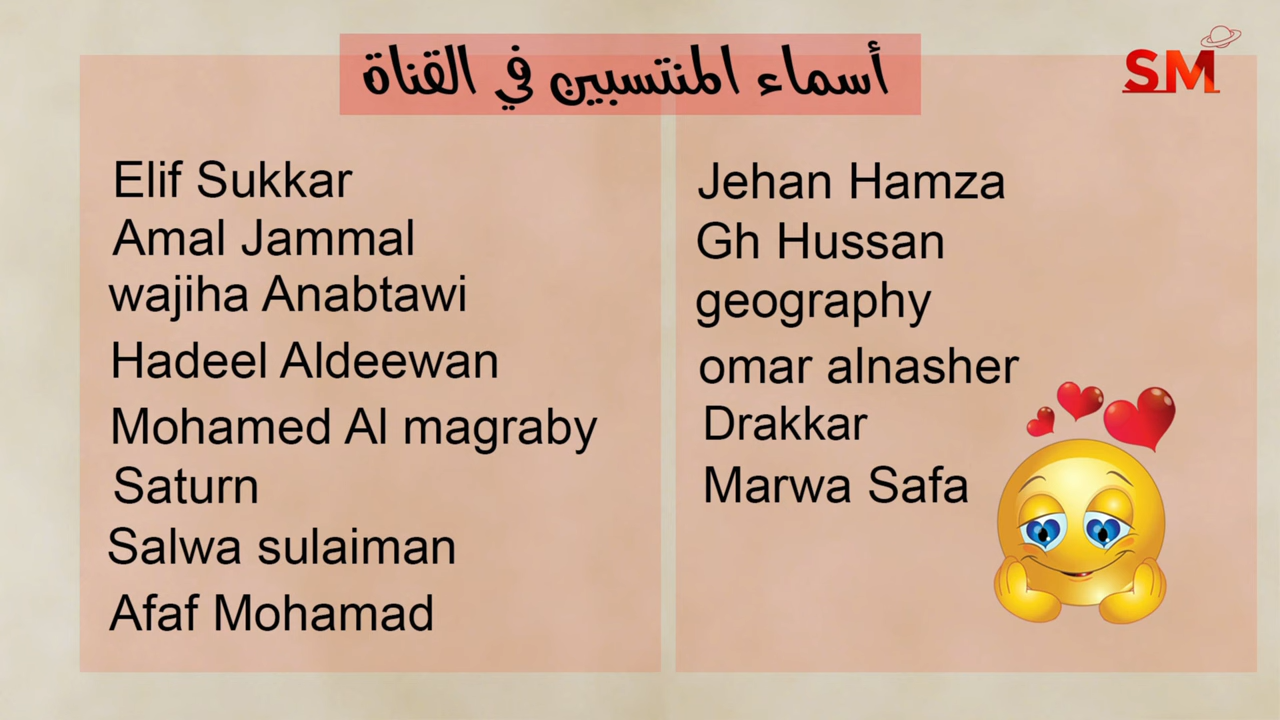 أسماء المنتسبين في القناة
SM
Elif Sukkar
Amal Jammal
wajiha Anabtawi
Hadeel Aldeewan
Mohamed Al magraby
Saturn
Salwa sulaiman
Afaf Mohamad
Jehan Hamza
Gh Hussan
geography
omar alnasher
Drakkar
Marwa Safa